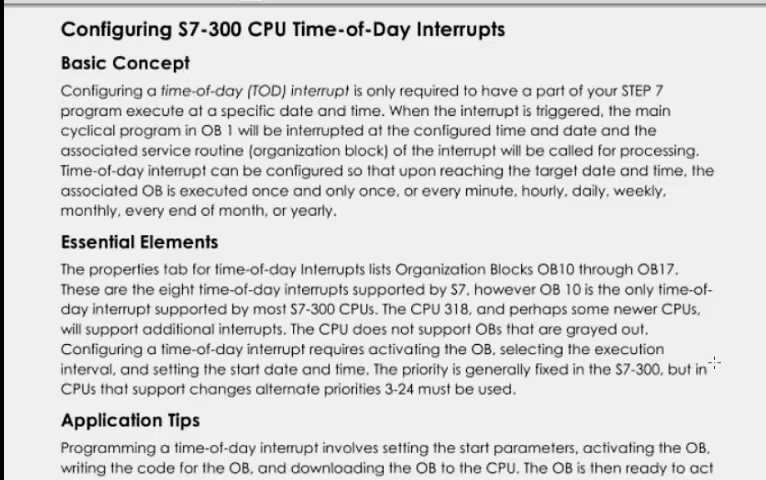 Configuring S7-300 CPU Time-of-Day Interrupts
Basic Concept
Configuring a time-of-day (TOD) interrupt is only required to have a part of your STEP 7
program execute at a specific date and time. When the interrupt is triggered, the main
cyclical program in OB 1 will be interrupted at the configured time and date and the
associated service routine (organization block) of the interrupt will be called for processing.
Time-of-day interrupt can be configured so that upon reaching the target date and time, the
associated OB is executed once and only once, or every minute, hourly, daily, weekly,
monthly, every end of month, or yearly.
Essential Elements
The properties tab for time-of-day Interrupts lists Organization Blocks OB10 through OB17.
These are the eight time-of-day interrupts supported by S7, however OB 10 is the only time-of-
day interrupt supported by most S7-300 CPUs. The CPU 318, and perhaps some newer CPUs,
will support additional interrupts. The CPU does not support OBs that are grayed out.
Configuring a time-of-day interrupt requires activating the OB, selecting the execution
interval, and setting the start date and time. The priority is generally fixed in the S7-300, but in
CPUs that support changes alternate priorities 3-24 must be used.
Application Tips
Programming a time-of-day interrupt involves setting the start parameters, activating the OB,
writing the code for the OB, and downloading the OB to the CPU. The OB is then ready to act